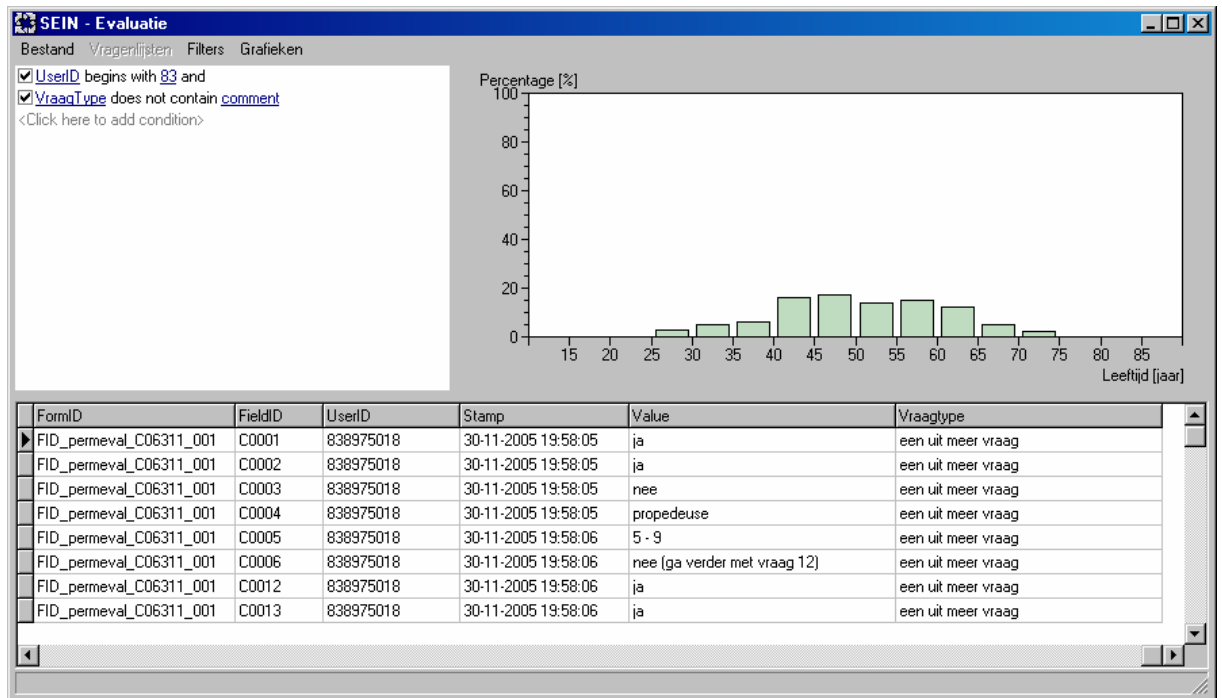 SEIN - Evaluatie
Bestand Vragenlijsten Filters Grafieken
UserID begins with 83 and
VraagType does not contain comment
<Click here to add condition>
Percentage [%]
100
80
60
40
20
0
15 20 25 30 35 40 45 50 55 60 65 70 75 80 85
Leeftijd [jaar]
FormID FieldID UserID Stamp Value Vraagtype
FID_permeval_C06311_001 C0001 838975018 30-11-2005 19:58:05 ja een uit meer vraag
FID_permeval_C06311_001 C0002 838975018 30-11-2005 19:58:05 ja een uit meer vraag
FID_permeval_C06311_001 C0003 838975018 30-11-2005 19:58:05 nee een uit meer vraag
FID_permeval_C06311_001 C0004 838975018 30-11-2005 19:58:05 propedeuse een uit meer vraag
FID_permeval_C06311_001 C0005 838975018 30-11-2005 19:58:06 5 - 9 een uit meer vraag
FID_permeval_C06311_001 C0006 838975018 30-11-2005 19:58:06 nee (ga verder met vraag 12) een uit meer vraag
FID_permeval_C06311_001 C0012 838975018 30-11-2005 19:58:06 ja een uit meer vraag
FID_permeval_C06311_001 C0013 838975018 30-11-2005 19:58:06 ja een uit meer vraag